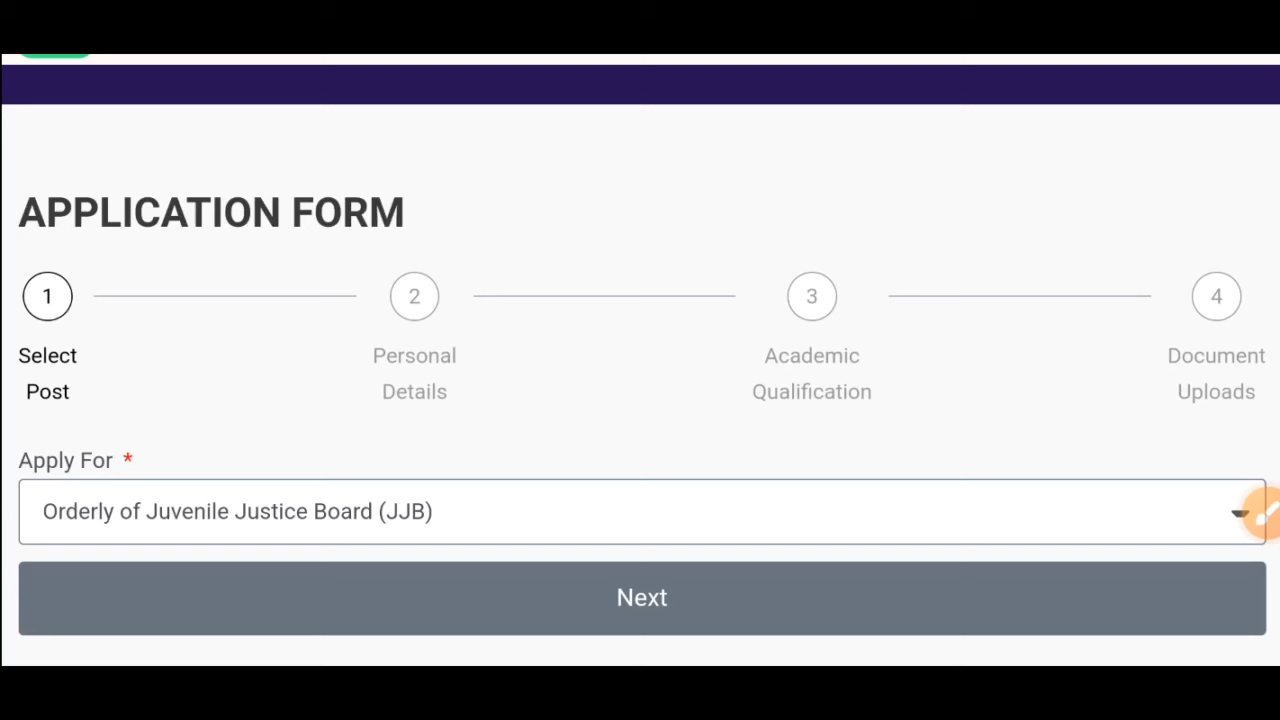 APPLICATION FORM
1
2
3
4
Select
Post
Personal
Details
Academic
Qualification
Document
Uploads
Apply For *
Orderly of Juvenile Justice Board (JJB)
Next